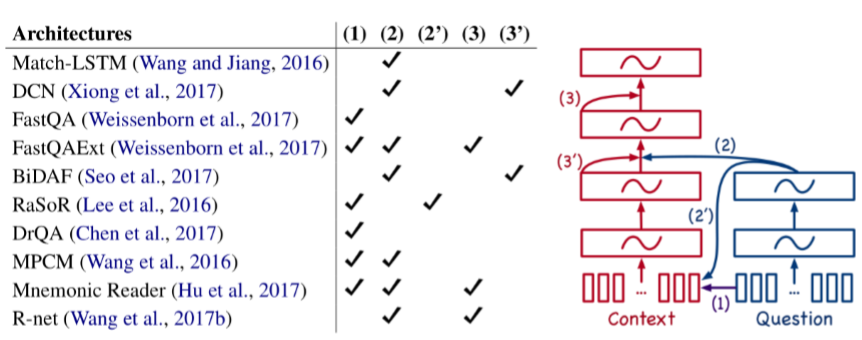 Architectures (1) (2) (2’) (3) (3’)
Match-LSTM (Wang and Jiang, 2016) ✓
DCN (Xiong et al., 2017) ✓ ✓
FastQA (Weissenborn et al., 2017) ✓
FastQAExt (Weissenborn et al., 2017) ✓ ✓ ✓
BiDAF (Seo et al., 2017) ✓ ✓
RaSoR (Lee et al., 2016) ✓ ✓
DrQA (Chen et al., 2017) ✓
MPCM (Wang et al., 2016) ✓ ✓
Mnemonic Reader (Hu et al., 2017) ✓ ✓ ✓
R-net (Wang et al., 2017b) ✓ ✓
(3)
(2)
(3’)
(2’)
... ...
(1)
Context Question